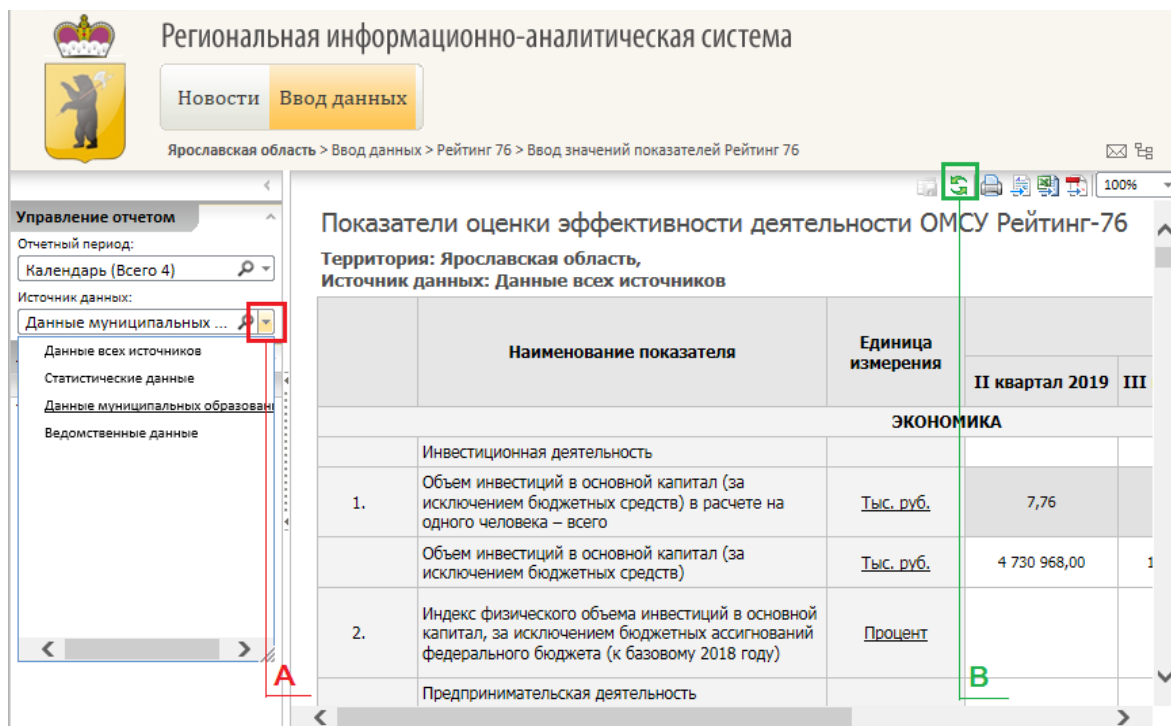 Региональная информационно-аналитическая система
Новости Ввод данных
Ярославская область > Ввод данных > Рейтинг 76 > Ввод значений показателей Рейтинг 76
100%
Управление отчетом
Отчетный период:
Календарь (Всего 4)
Источник данных:
Данные муниципальных ...
Данные всех источников
Статистические данные
Данные муниципальных образован
Ведомственные данные
A
Показатели оценки эффективности деятельности ОМСУ Рейтинг-76
Территория: Ярославская область,
Источник данных: Данные всех источников
Наименование показателя
Единица
измерения
II квартал 2019 III
ЭКОНОМИКА
Инвестиционная деятельность
1.
Объем инвестиций в основной капитал (за
исключением бюджетных средств) в расчете на
одного человека – всего
Тыс. руб.
7,76
Объем инвестиций в основной капитал (за
исключением бюджетных средств)
Тыс. руб.
4 730 968,00
1
2.
Индекс физического объема инвестиций в основной
капитал, за исключением бюджетных ассигнований
федерального бюджета (к базовому 2018 году)
Процент
Предпринимательская деятельность
B